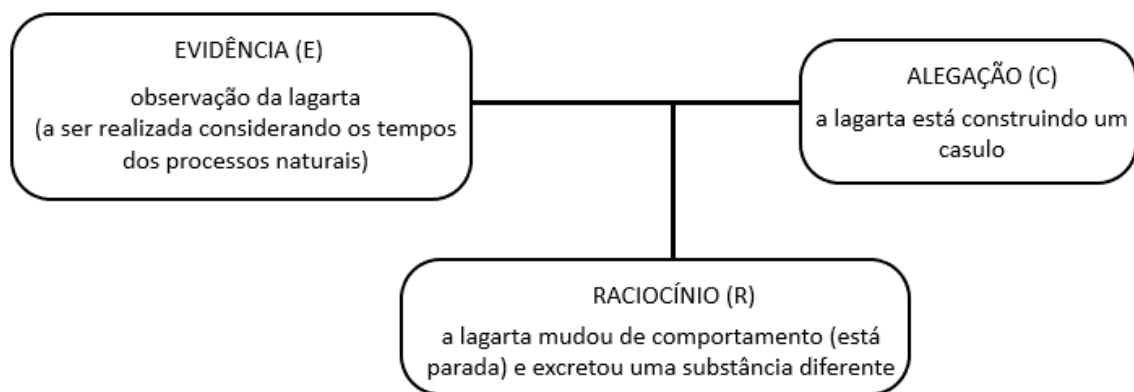 EVIDÊNCIA (E)
observação da lagarta
(a ser realizada considerando os tempos
dos processos naturais)
ALEGAÇÃO (C)
a lagarta está construindo um
casulo
RACIOCÍNIO (R)
a lagarta mudou de comportamento (está
parada) e excretou uma substância diferente